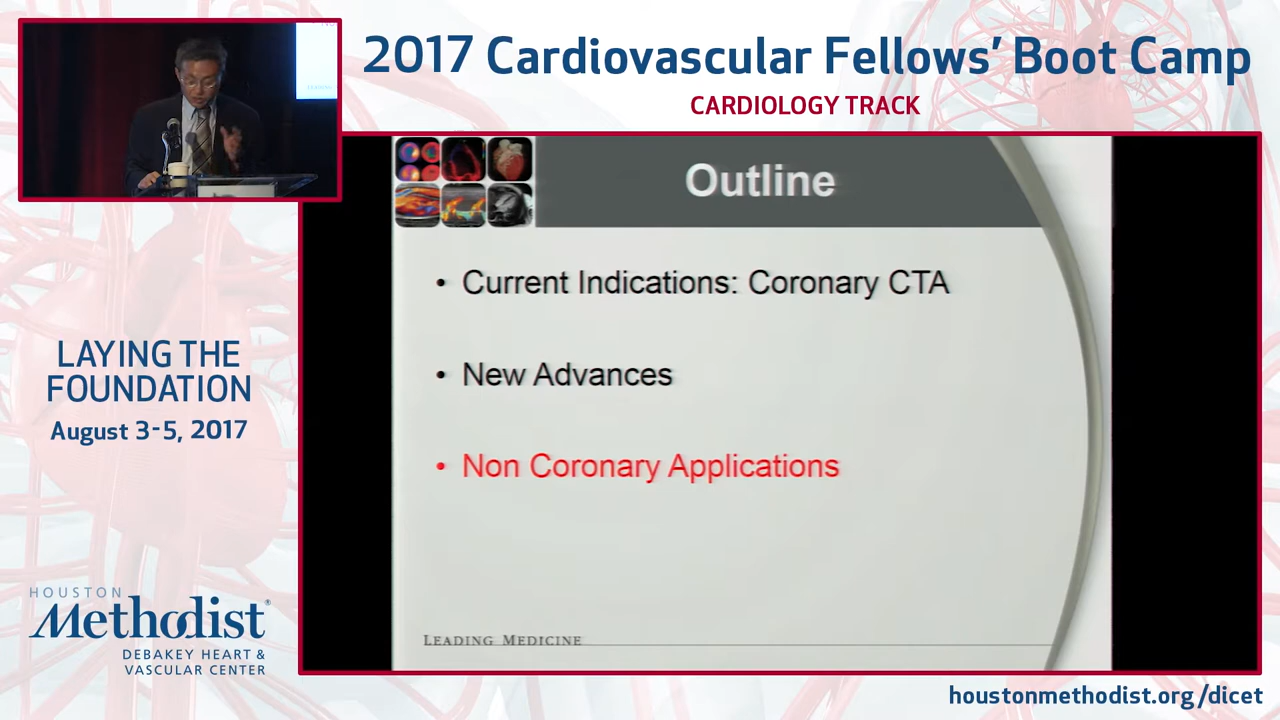 2017 Cardiovascular Fellows' Boot Camp
CARDIOLOGY TRACK
Outline
• Current Indications: Coronary CTA
• New Advances
• Non Coronary Applications
LEADING MEDICINE
LAYING THE
FOUNDATION
August 3-5, 2017
HOUSTON
Methodist®
DEBAKEY HEART &
VASCULAR CENTER
houstonmethodist.org/dicet